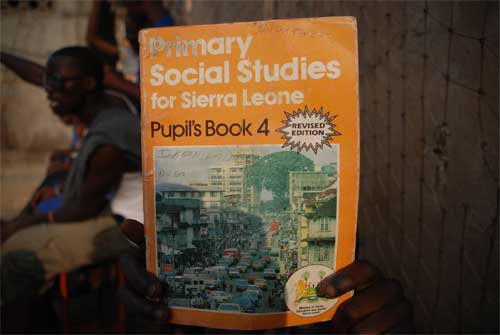 Primary
Social Studies
for Sierra Leone
Pupil's Book 4
REVISED
EDITION